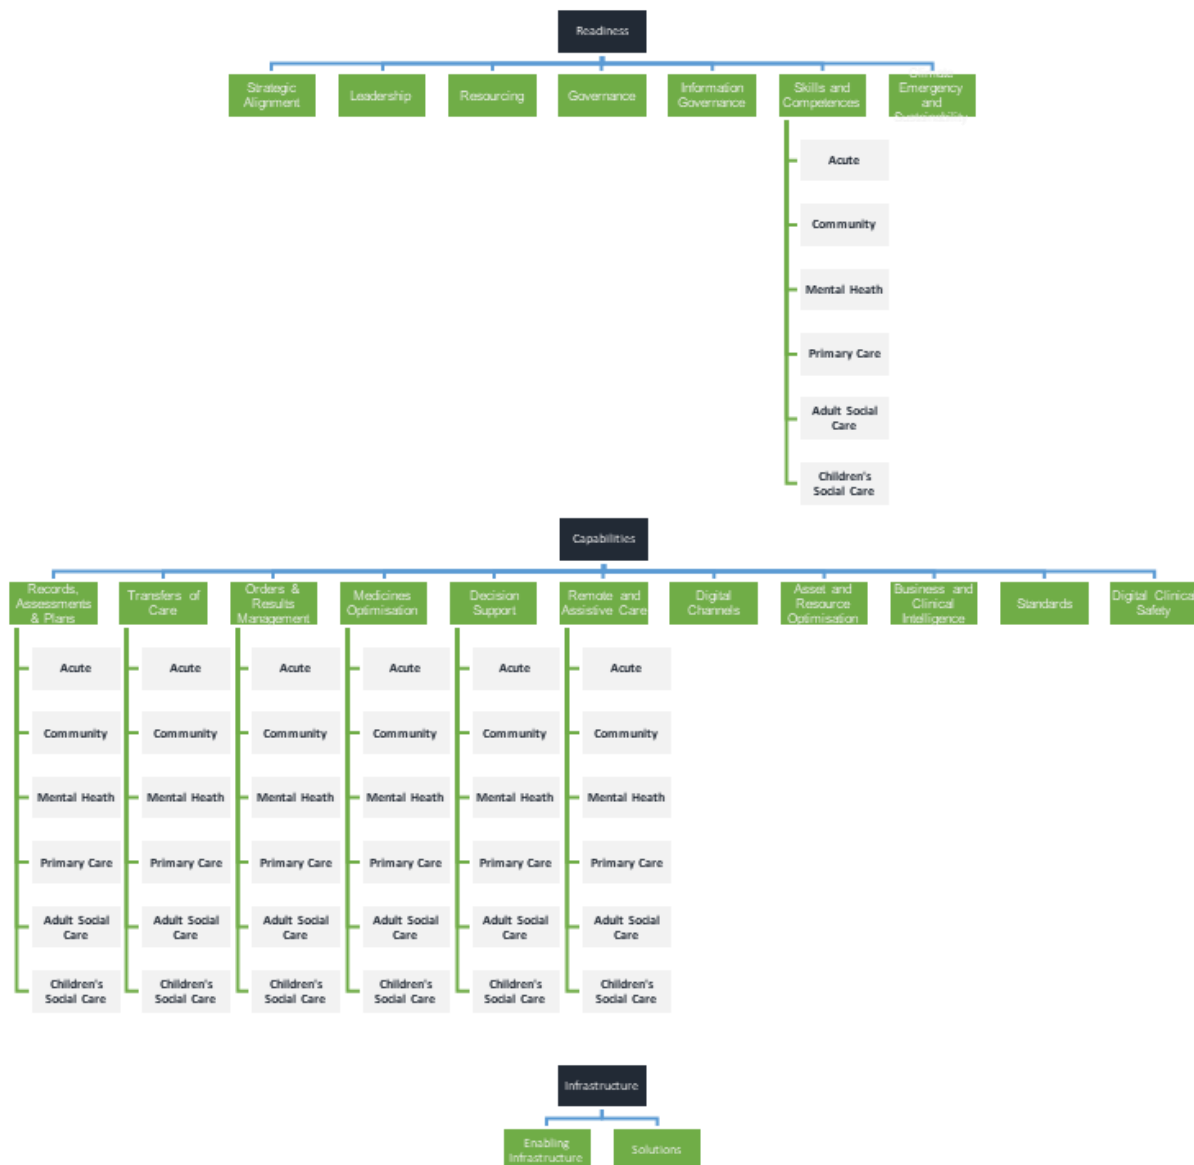 Readiness
Strategic
Alignment
Leadership
Resourcing
Governance
Information
Governance
Skills and
Competences
Emergency
and
Acute
Community
Mental Heath
Primary Care
Adult Social
Care
Children's
Social Care
Capabilities
Records,
Assessments
& Plans
Transfers of
Care
Orders &
Results
Management
Medicines
Optimisation
Decision
Support
Remote and
Assistive Care
Digital
Channels
Asset and
Resource
Optimisation
Business and
Clinical
Intelligence
Standards
Digital Clinical
Safety
Acute
Acute
Acute
Acute
Acute
Acute
Community
Community
Community
Community
Community
Community
Mental Heath
Mental Heath
Mental Heath
Mental Heath
Mental Heath
Mental Heath
Primary Care
Primary Care
Primary Care
Primary Care
Primary Care
Primary Care
Adult Social
Care
Adult Social
Care
Adult Social
Care
Adult Social
Care
Adult Social
Care
Adult Social
Care
Children's
Social Care
Children's
Social Care
Children's
Social Care
Children's
Social Care
Children's
Social Care
Children's
Social Care
Infrastructure
Enabling
Infrastructure
Solutions